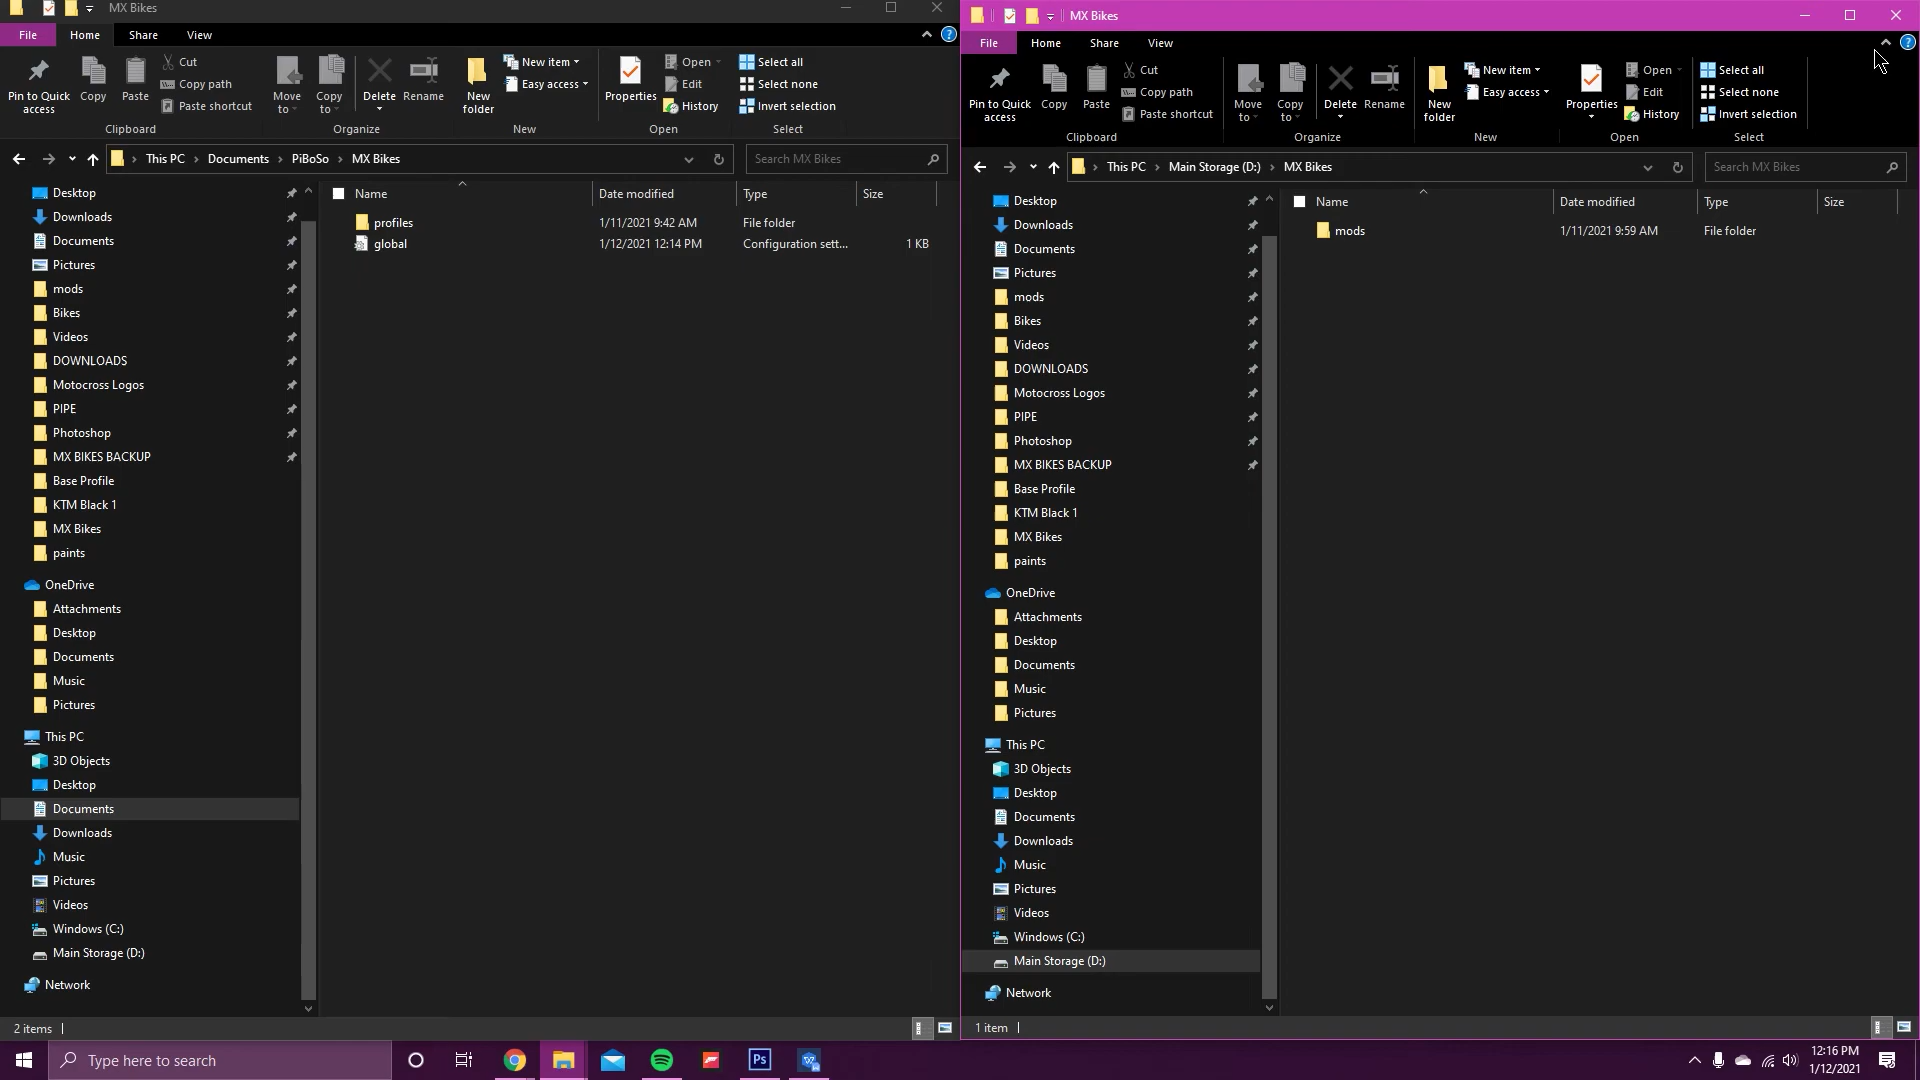 MX Bikes
File Home Share View
Pin to Quick access
Copy
Paste
Cut
Copy path
Paste shortcut
Clipboard
Move to
Copy to
Delete
Rename
Organize
New folder
New item
Easy access
New
Properties
Open
Edit
History
Open
Select all
Select none
Invert selection
Select
This PC Documents PiBoSo MX Bikes
Search MX Bikes
Desktop
Downloads
Documents
Pictures
mods
Bikes
Videos
DOWNLOADS
Motocross Logos
PIPE
Photoshop
MX BIKES BACKUP
Base Profile
KTM Black 1
MX Bikes
paints
OneDrive
Attachments
Desktop
Documents
Music
Pictures
This PC
3D Objects
Desktop
Documents
Downloads
Music
Pictures
Videos
Windows (C:)
Main Storage (D:)
Network
Name Date modified Type Size
profiles 1/11/2021 9:42 AM File folder
global 1/12/2021 12:14 PM Configuration sett... 1 KB
2 items
MX Bikes
File Home Share View
?
Pin to Quick access
Copy
Paste
Cut
Copy path
Paste shortcut
Clipboard
Move to
Copy to
Delete
Rename
Organize
New folder
New item
Easy access
New
Properties
Open
Edit
History
Open
Select all
Select none
Invert selection
Select
This PC Main Storage (D:) MX Bikes
Search MX Bikes
Desktop
Downloads
Documents
Pictures
mods
Bikes
Videos
DOWNLOADS
Motocross Logos
PIPE
Photoshop
MX BIKES BACKUP
Base Profile
KTM Black 1
MX Bikes
paints
OneDrive
Attachments
Desktop
Documents
Music
Pictures
This PC
3D Objects
Desktop
Documents
Downloads
Music
Pictures
Videos
Windows (C:)
Main Storage (D:)
Network
Name Date modified Type Size
mods 1/11/2021 9:59 AM File folder
1 item
Type here to search
Ps
12:16 PM
1/12/2021